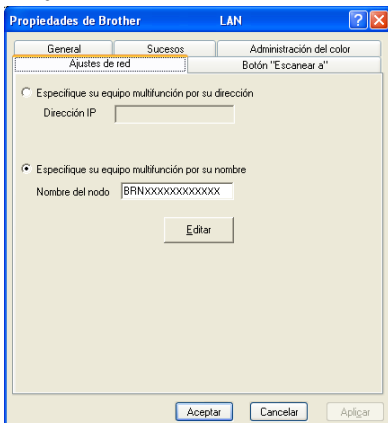 Propiedades de Brother LAN
General Sucesos Administración del color
Ajustes de red Botón "Escanear a"
Especifique su equipo multifunción por su dirección
Dirección IP
Especifique su equipo multifunción por su nombre
Nombre del nodo BRNXXXXXXXXXXXX
Editar
Aceptar Cancelar Aplicar